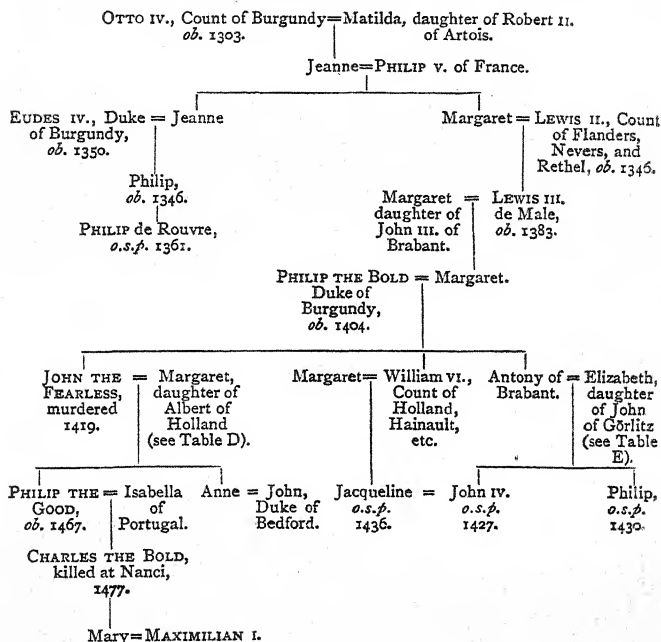 OTTO IV., Count of Burgundy=Matilda, daughter of Robert II.
ob. 1303. of Artois.
Jeanne=PHILIP V. of France.
EUDES IV., Duke = Jeanne
of Burgundy,
ob. 1350.
Margaret = LEWIS II., Count
of Flanders,
Nevers, and
Rethel, ob. 1346.
Philip,
ob. 1346.
PHILIP de Rouvre,
o.s.p. 1361.
Margaret = LEWIS III.
daughter of de Male,
John III. of ob. 1383.
Brabant.
PHILIP THE BOLD = Margaret.
Duke of
Burgundy,
ob. 1404.
JOHN THE = Margaret,
FEARLESS, daughter of
murdered Albert of
1419. Holland
(see Table D).
Margaret= William VI.,
Count of
Holland,
Hainault,
etc.
Antony of = Elizabeth,
Brabant. daughter
of John
of Görlitz
(see Table
E).
PHILIP THE = Isabella
GOOD, of
ob. 1467. Portugal.
Anne = John,
Duke of
Bedford.
Jacqueline = John IV.
o.s.p. o.s.p.
1436. 1427.
Philip,
o.s.p.
1430.
CHARLES THE BOLD,
killed at Nanci,
1477.
Mary=MAXIMILIAN I.